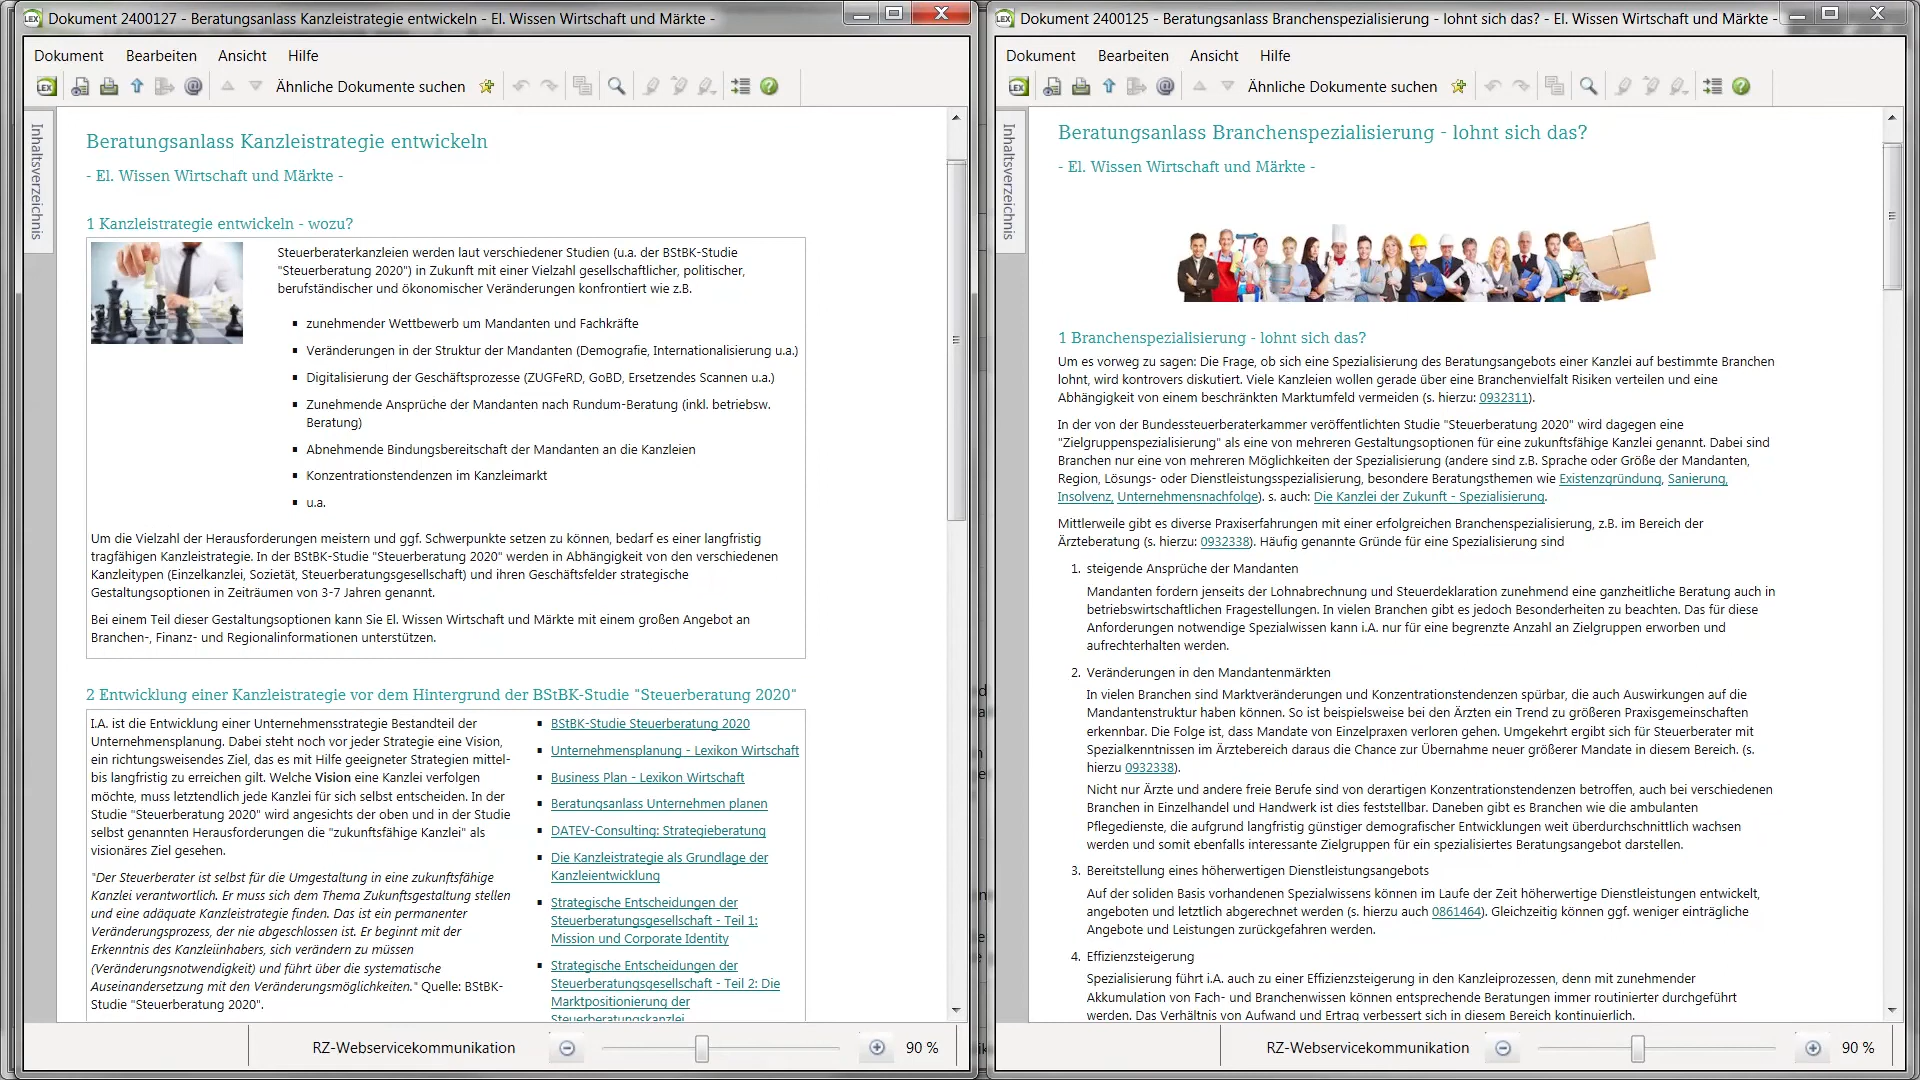 Dokument 2400127 - Beratungsanlass Kanzleistrategie entwickeln - El. Wissen Wirtschaft und Märkte -
Dokument Bearbeiten Ansicht Hilfe
LEX Ähnliche Dokumente suchen
Inhaltsverzeichnis
Beratungsanlass Kanzleistrategie entwickeln
- El. Wissen Wirtschaft und Märkte -
1 Kanzleistrategie entwickeln - wozu?
Steuerberaterkanzleien werden laut verschiedener Studien (u.a. der BStBK-Studie
"Steuerberatung 2020") in Zukunft mit einer Vielzahl gesellschaftlicher, politischer,
berufsständischer und ökonomischer Veränderungen konfrontiert wie z.B.
▪ zunehmender Wettbewerb um Mandanten und Fachkräfte
▪ Veränderungen in der Struktur der Mandanten (Demografie, Internationalisierung u.a.)
▪ Digitalisierung der Geschäftsprozesse (ZUGFeRD, GoBD, Ersetzendes Scannen u.a.)
▪ Zunehmende Ansprüche der Mandanten nach Rundum-Beratung (inkl. betriebsw.
Beratung)
▪ Abnehmende Bindungsbereitschaft der Mandanten an die Kanzleien
▪ Konzentrationstendenzen im Kanzleimarkt
▪ u.a.
Um die Vielzahl der Herausforderungen meistern und ggf. Schwerpunkte setzen zu können, bedarf es einer langfristig
tragfähigen Kanzleistrategie. In der BStBK-Studie "Steuerberatung 2020" werden in Abhängigkeit von den verschiedenen
Kanzleitypen (Einzelkanzlei, Sozietät, Steuerberatungsgesellschaft) und ihren Geschäftsfelder strategische
Gestaltungsoptionen in Zeiträumen von 3-7 Jahren genannt.
Bei einem Teil dieser Gestaltungsoptionen kann Sie El. Wissen Wirtschaft und Märkte mit einem großen Angebot an
Branchen-, Finanz- und Regionalinformationen unterstützen.
2 Entwicklung einer Kanzleistrategie vor dem Hintergrund der BStBK-Studie "Steuerberatung 2020"
I.A. ist die Entwicklung einer Unternehmensstrategie Bestandteil der
Unternehmensplanung. Dabei steht noch vor jeder Strategie eine Vision,
ein richtungsweisendes Ziel, das es mit Hilfe geeigneter Strategien mittel-
bis langfristig zu erreichen gilt. Welche Vision eine Kanzlei verfolgen
möchte, muss letztendlich jede Kanzlei für sich selbst entscheiden. In der
Studie "Steuerberatung 2020" wird angesichts der oben und in der Studie
selbst genannten Herausforderungen die "zukunftsfähige Kanzlei" als
visionäres Ziel gesehen.
"Der Steuerberater ist selbst für die Umgestaltung in eine zukunftsfähige
Kanzlei verantwortlich. Er muss sich dem Thema Zukunftsgestaltung stellen
und eine adäquate Kanzleistrategie finden. Das ist ein permanenter
Veränderungsprozess, der nie abgeschlossen ist. Er beginnt mit der
Erkenntnis des Kanzleiinhabers, sich verändern zu müssen
(Veränderungsnotwendigkeit) und führt über die systematische
Auseinandersetzung mit den Veränderungsmöglichkeiten." Quelle: BStBK-
Studie "Steuerberatung 2020".
▪ BStBK-Studie Steuerberatung 2020
▪ Unternehmensplanung - Lexikon Wirtschaft
▪ Business Plan - Lexikon Wirtschaft
▪ Beratungsanlass Unternehmen planen
▪ DATEV-Consulting: Strategieberatung
▪ Die Kanzleistrategie als Grundlage der
Kanzleientwicklung
▪ Strategische Entscheidungen der
Steuerberatungsgesellschaft - Teil 1:
Mission und Corporate Identity
▪ Strategische Entscheidungen der
Steuerberatungsgesellschaft - Teil 2: Die
Marktpositionierung der
Steuerberatungskanzlei
RZ-Webservicekommunikation 90 %
Dokument 2400125 - Beratungsanlass Branchenspezialisierung - lohnt sich das? - El. Wissen Wirtschaft und Märkte -
Dokument Bearbeiten Ansicht Hilfe
LEX Ähnliche Dokumente suchen
Inhaltsverzeichnis
Beratungsanlass Branchenspezialisierung - lohnt sich das?
- El. Wissen Wirtschaft und Märkte -
1 Branchenspezialisierung - lohnt sich das?
Um es vorweg zu sagen: Die Frage, ob sich eine Spezialisierung des Beratungsangebots einer Kanzlei auf bestimmte Branchen
lohnt, wird kontrovers diskutiert. Viele Kanzleien wollen gerade über eine Branchenvielfalt Risiken verteilen und eine
Abhängigkeit von einem beschränkten Marktumfeld vermeiden (s. hierzu: 0932311).
In der von der Bundessteuerberaterkammer veröffentlichten Studie "Steuerberatung 2020" wird dagegen eine
"Zielgruppenspezialisierung" als eine von mehreren Gestaltungsoptionen für eine zukunftsfähige Kanzlei genannt. Dabei sind
Branchen nur eine von mehreren Möglichkeiten der Spezialisierung (andere sind z.B. Sprache oder Größe der Mandanten,
Region, Lösungs- oder Dienstleistungsspezialisierung, besondere Beratungsthemen wie Existenzgründung, Sanierung,
Insolvenz, Unternehmensnachfolge). s. auch: Die Kanzlei der Zukunft - Spezialisierung.
Mittlerweile gibt es diverse Praxiserfahrungen mit einer erfolgreichen Branchenspezialisierung, z.B. im Bereich der
Ärzteberatung (s. hierzu: 0932338). Häufig genannte Gründe für eine Spezialisierung sind
1. steigende Ansprüche der Mandanten
Mandanten fordern jenseits der Lohnabrechnung und Steuerdeklaration zunehmend eine ganzheitliche Beratung auch in
betriebswirtschaftlichen Fragestellungen. In vielen Branchen gibt es jedoch Besonderheiten zu beachten. Das für diese
Anforderungen notwendige Spezialwissen kann i.A. nur für eine begrenzte Anzahl an Zielgruppen erworben und
aufrechterhalten werden.
2. Veränderungen in den Mandantenmärkten
In vielen Branchen sind Marktveränderungen und Konzentrationstendenzen spürbar, die auch Auswirkungen auf die
Mandantenstruktur haben können. So ist beispielsweise bei den Ärzten ein Trend zu größeren Praxisgemeinschaften
erkennbar. Die Folge ist, dass Mandate von Einzelpraxen verloren gehen. Umgekehrt ergibt sich für Steuerberater mit
Spezialkenntnissen im Ärztebereich daraus die Chance zur Übernahme neuer größerer Mandate in diesem Bereich. (s.
hierzu 0932338).
Nicht nur Ärzte und andere freie Berufe sind von derartigen Konzentrationstendenzen betroffen, auch bei verschiedenen
Branchen in Einzelhandel und Handwerk ist dies feststellbar. Daneben gibt es Branchen wie die ambulanten
Pflegedienste, die aufgrund langfristig günstiger demografischer Entwicklungen weit überdurchschnittlich wachsen
werden und somit ebenfalls interessante Zielgruppen für ein spezialisiertes Beratungsangebot darstellen.
3. Bereitstellung eines höherwertigen Dienstleistungsangebots
Auf der soliden Basis vorhandenen Spezialwissens können im Laufe der Zeit höherwertige Dienstleistungen entwickelt,
angeboten und letztlich abgerechnet werden (s. hierzu auch 0861464). Gleichzeitig können ggf. weniger einträgliche
Angebote und Leistungen zurückgefahren werden.
4. Effizienzsteigerung
Spezialisierung führt i.A. auch zu einer Effizienzsteigerung in den Kanzleiprozessen, denn mit zunehmender
Akkumulation von Fach- und Branchenwissen können entsprechende Beratungen immer routinierter durchgeführt
werden. Das Verhältnis von Aufwand und Ertrag verbessert sich in diesem Bereich kontinuierlich.
RZ-Webservicekommunikation 90 %